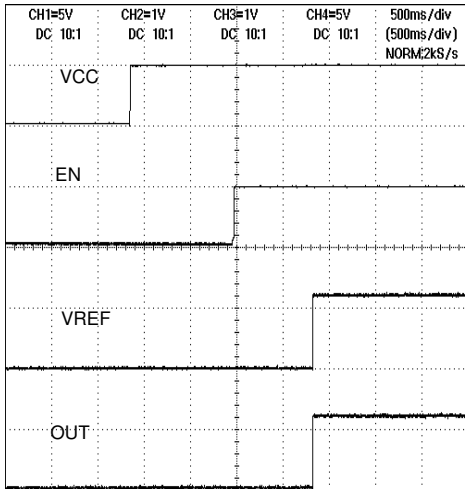 CH1=5V CH2=1V CH3=1V CH4=5V 500ms/div
DC 10:1 DC 10:1 DC 10:1 DC 10:1 (500ms/div)
NORM:2kS/s
VCC
EN
VREF
OUT